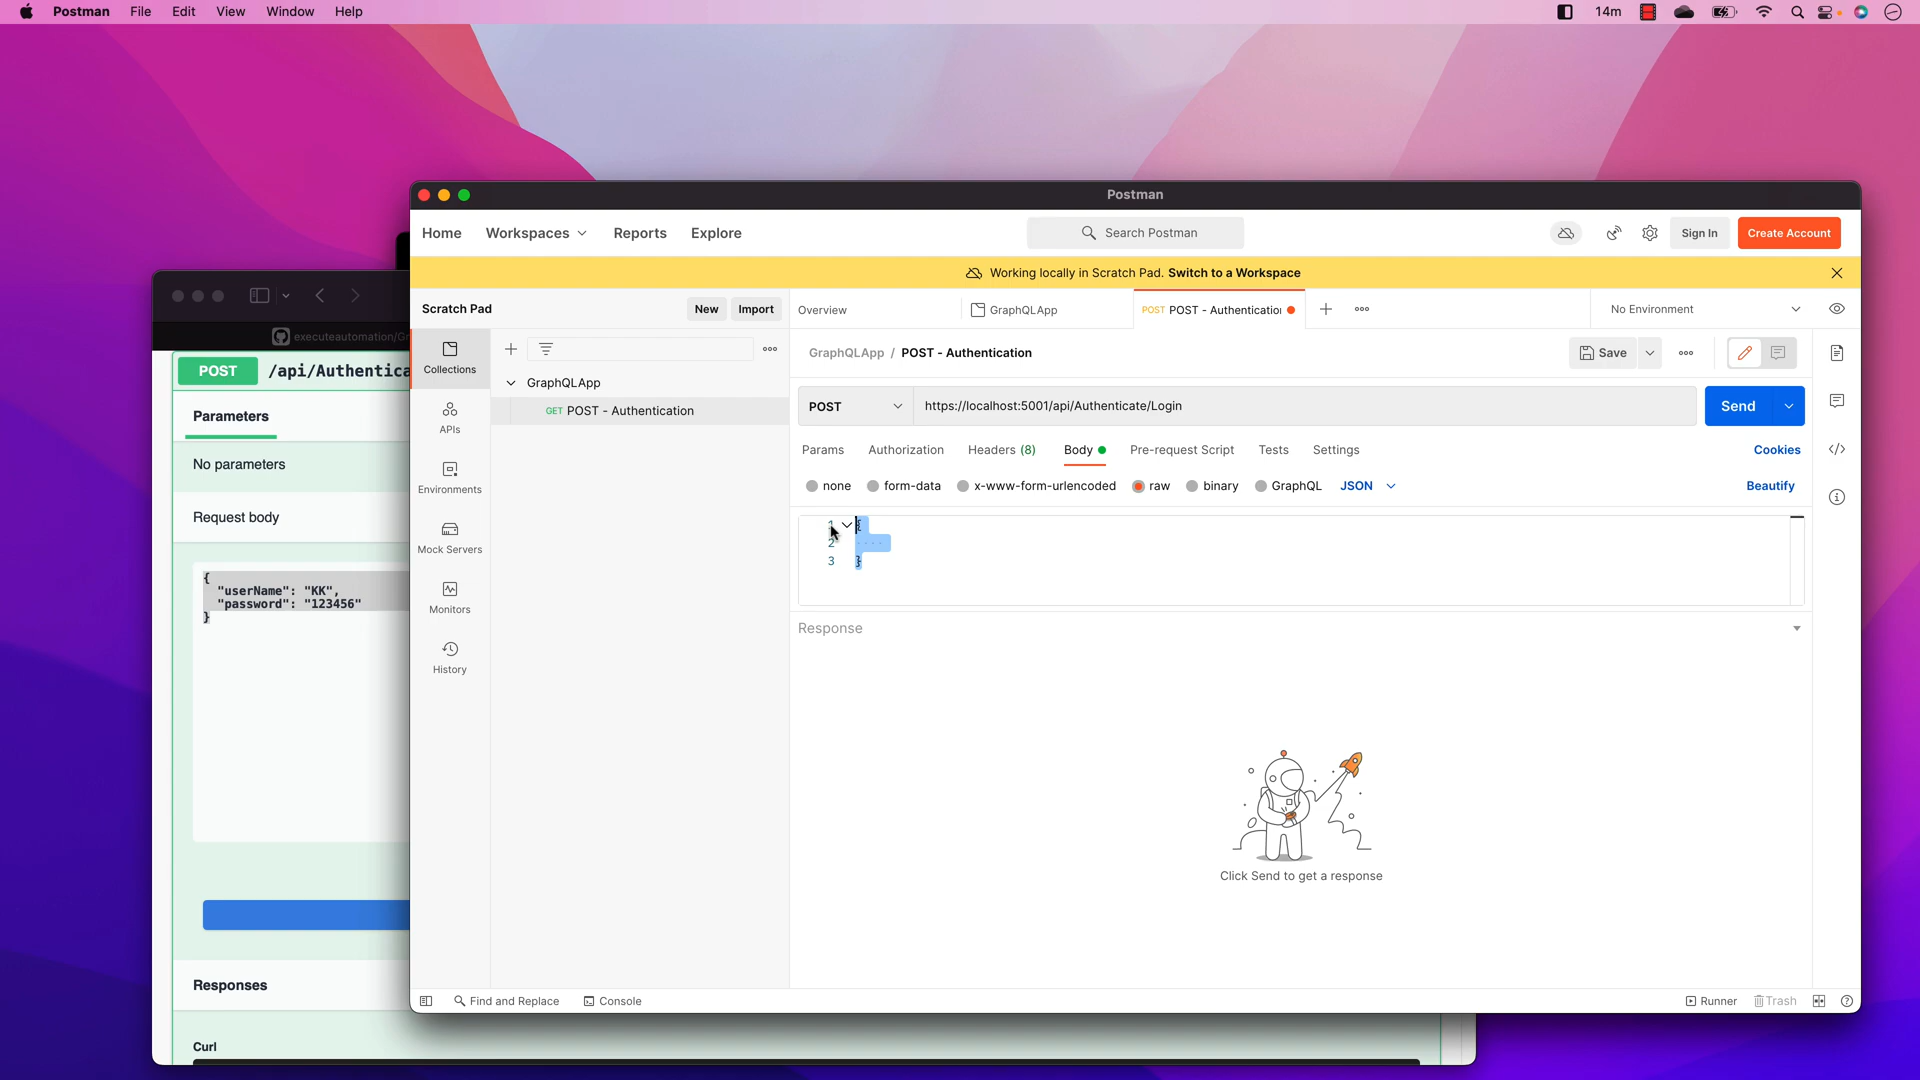 Postman File Edit View Window Help
14m
Postman
Home Workspaces Reports Explore
Search Postman
Sign In Create Account
Working locally in Scratch Pad. Switch to a Workspace
Scratch Pad New Import
Overview GraphQLApp POST POST - Authentication
No Environment
executeautomation/Gr
Collections
APIs
Environments
Mock Servers
Monitors
History
GraphQLApp
GET POST - Authentication
GraphQLApp / POST - Authentication
Save
POST https://localhost:5001/api/Authenticate/Login Send
Params Authorization Headers (8) Body Pre-request Script Tests Settings Cookies
none form-data x-www-form-urlencoded raw binary GraphQL JSON Beautify
1 {
2 ····
3 }
Response
Click Send to get a response
POST /api/Authentica
Parameters
No parameters
Request body
{
"userName": "KK",
"password": "123456"
}
Responses
Curl
Find and Replace Console
Runner Trash